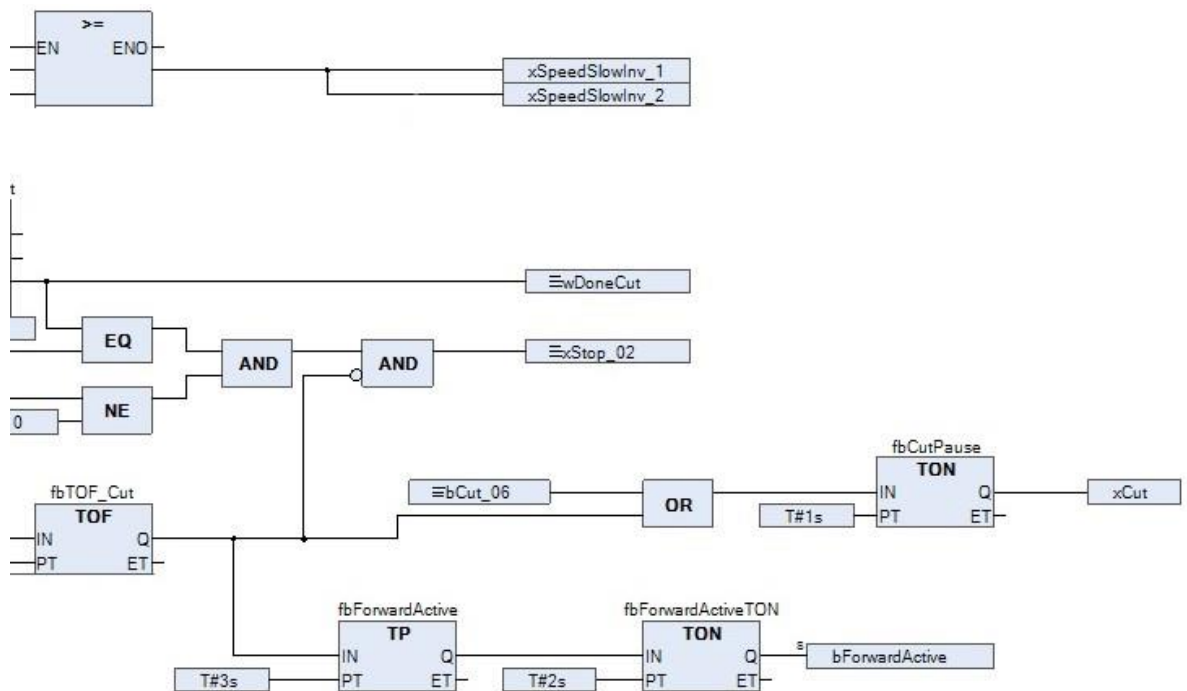 >=
EN ENO
xSpeedSlowInv_1
xSpeedSlowInv_2
t
wDoneCut
EQ
AND
AND
xStop_02
NE
0
fbCutPause
TON
fbTOF_Cut
TOF
bCut_06
OR
IN Q
xCut
T#1s
PT ET
IN Q
PT ET
fbForwardActive
TP
fbForwardActiveTON
TON
s
IN Q
IN Q
bForwardActive
T#3s
PT ET
T#2s
PT ET